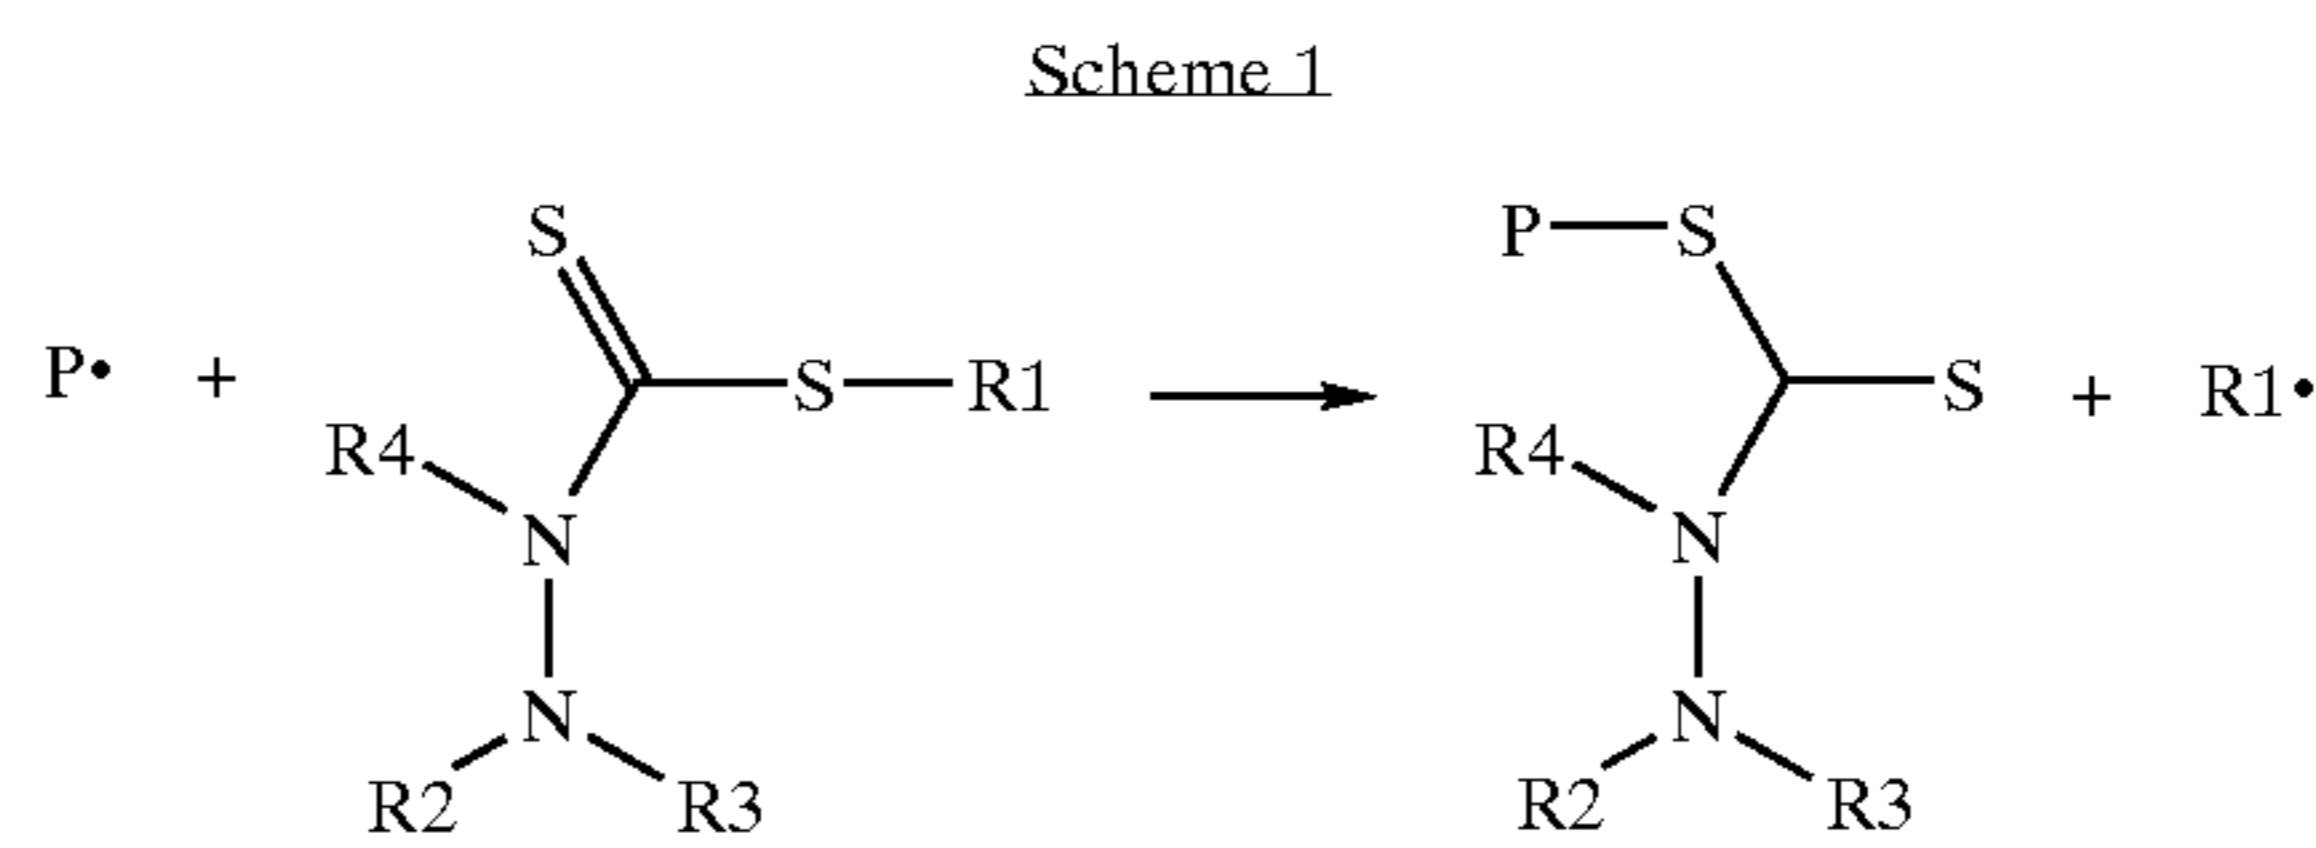 Scheme 1
S P—S
P• + S—R1 S + R1•
R4 R4
N N
N N
R2 R3 R2 R3